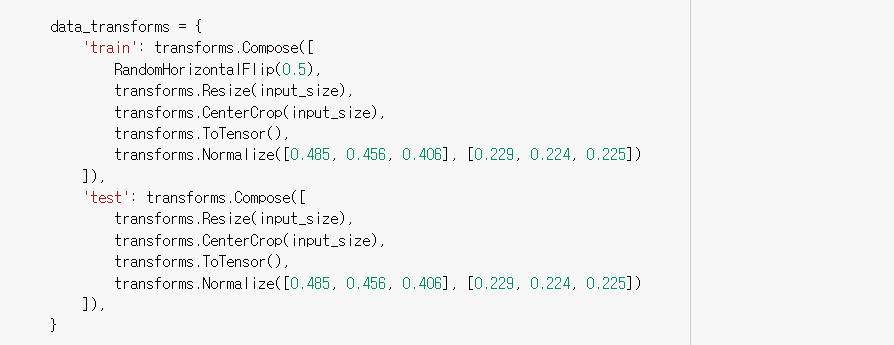 data_transforms = {
    'train': transforms.Compose([
        RandomHorizontalFlip(0.5),
        transforms.Resize(input_size),
        transforms.CenterCrop(input_size),
        transforms.ToTensor(),
        transforms.Normalize([0.485, 0.456, 0.406], [0.229, 0.224, 0.225])
    ]),
    'test': transforms.Compose([
        transforms.Resize(input_size),
        transforms.CenterCrop(input_size),
        transforms.ToTensor(),
        transforms.Normalize([0.485, 0.456, 0.406], [0.229, 0.224, 0.225])
    ]),
}